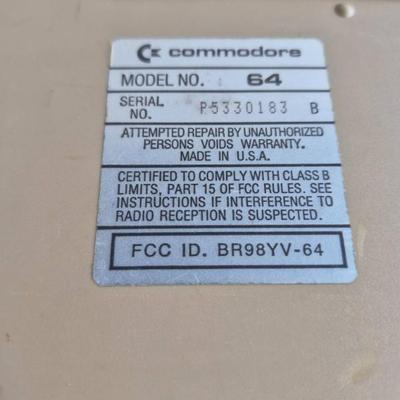 commodore
MODEL NO. 64
SERIAL NO. P5330183 B
ATTEMPTED REPAIR BY UNAUTHORIZED
PERSONS VOIDS WARRANTY.
MADE IN U.S.A.
CERTIFIED TO COMPLY WITH CLASS B
LIMITS, PART 15 OF FCC RULES. SEE
INSTRUCTIONS IF INTERFERENCE TO
RADIO RECEPTION IS SUSPECTED.
FCC ID. BR98YV-64